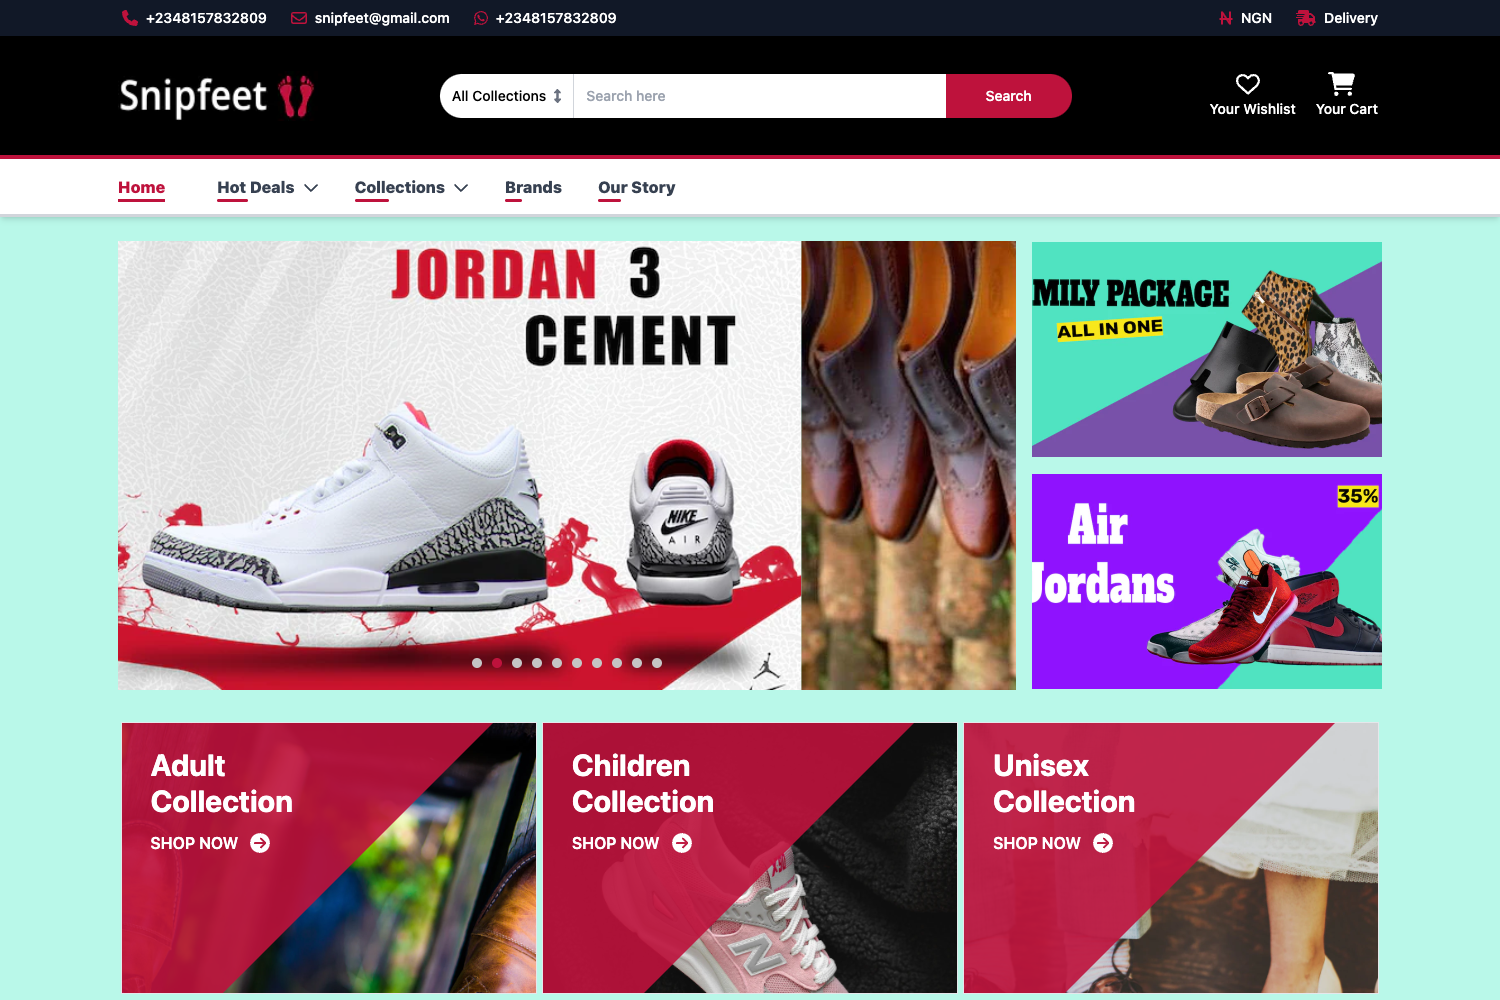 +2348157832809 snipfeet@gmail.com +2348157832809 NGN Delivery
Snipfeet
All Collections Search here Search
Your Wishlist Your Cart
Home Hot Deals Collections Brands Our Story
JORDAN 3
CEMENT
NIKE
AIR
MILY PACKAGE
ALL IN ONE
35%
Air
Jordans
Adult
Collection
SHOP NOW
Children
Collection
SHOP NOW
N
Unisex
Collection
SHOP NOW